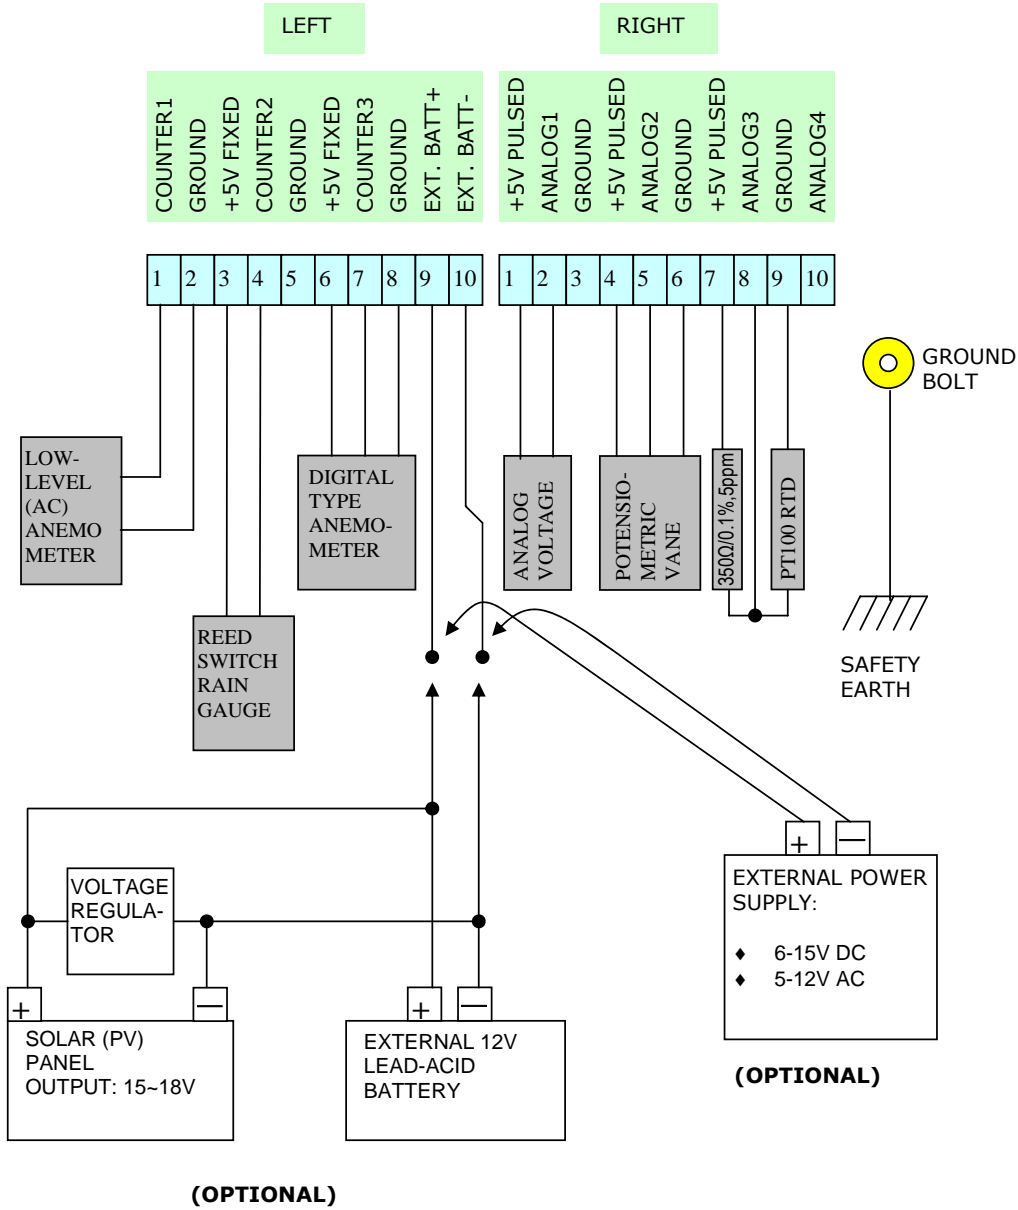 LEFT
RIGHT
COUNTER1
GROUND
+5V FIXED
COUNTER2
GROUND
+5V FIXED
COUNTER3
GROUND
EXT. BATT+
EXT. BATT-
+5V PULSED
ANALOG1
GROUND
+5V PULSED
ANALOG2
GROUND
+5V PULSED
ANALOG3
GROUND
ANALOG4
1 2 3 4 5 6 7 8 9 10
1 2 3 4 5 6 7 8 9 10
GROUND
BOLT
LOW-
LEVEL
(AC)
ANEMO
METER
DIGITAL
TYPE
ANEMO-
METER
ANALOG
VOLTAGE
POTENSIO-
METRIC
VANE
350Ω/0.1%,5ppm
PT100 RTD
REED
SWITCH
RAIN
GAUGE
SAFETY
EARTH
VOLTAGE
REGULA-
TOR
+
—
SOLAR (PV)
PANEL
OUTPUT: 15~18V
+
—
EXTERNAL 12V
LEAD-ACID
BATTERY
+
—
EXTERNAL POWER
SUPPLY:
♦ 6-15V DC
♦ 5-12V AC
(OPTIONAL)
(OPTIONAL)